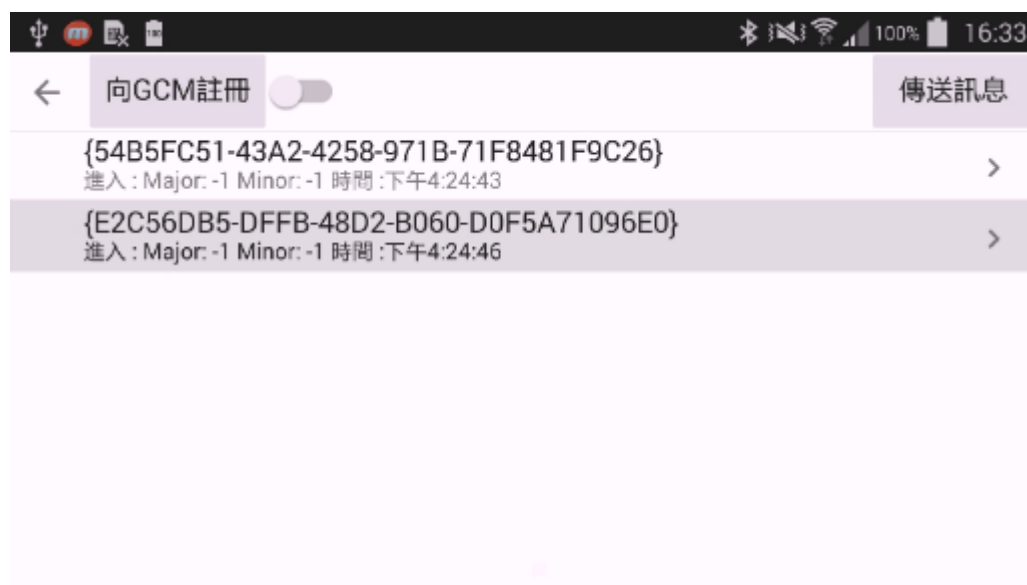 100% 16:33
向GCM註冊 傳送訊息
{54B5FC51-43A2-4258-971B-71F8481F9C26}
進入 : Major: -1 Minor: -1 時間 :下午4:24:43
{E2C56DB5-DFFB-48D2-B060-D0F5A71096E0}
進入 : Major: -1 Minor: -1 時間 :下午4:24:46